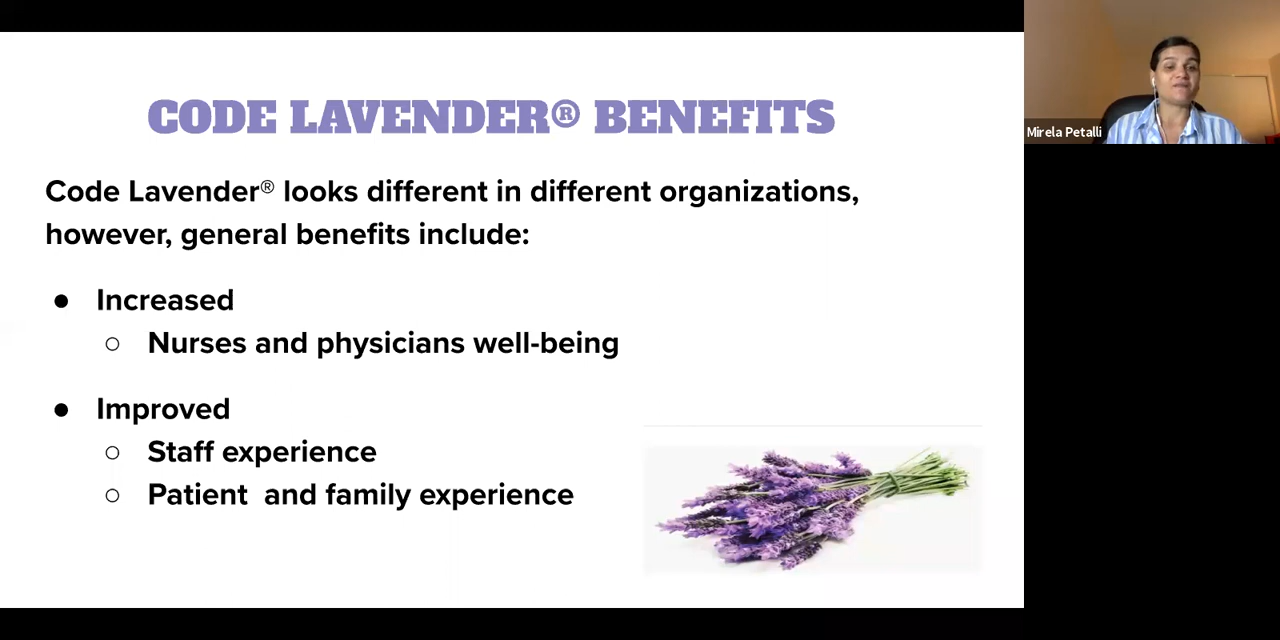 CODE LAVENDER® BENEFITS
Code Lavender® looks different in different organizations,
however, general benefits include:
● Increased
○ Nurses and physicians well-being
● Improved
○ Staff experience
○ Patient  and family experience
Mirela Petalli